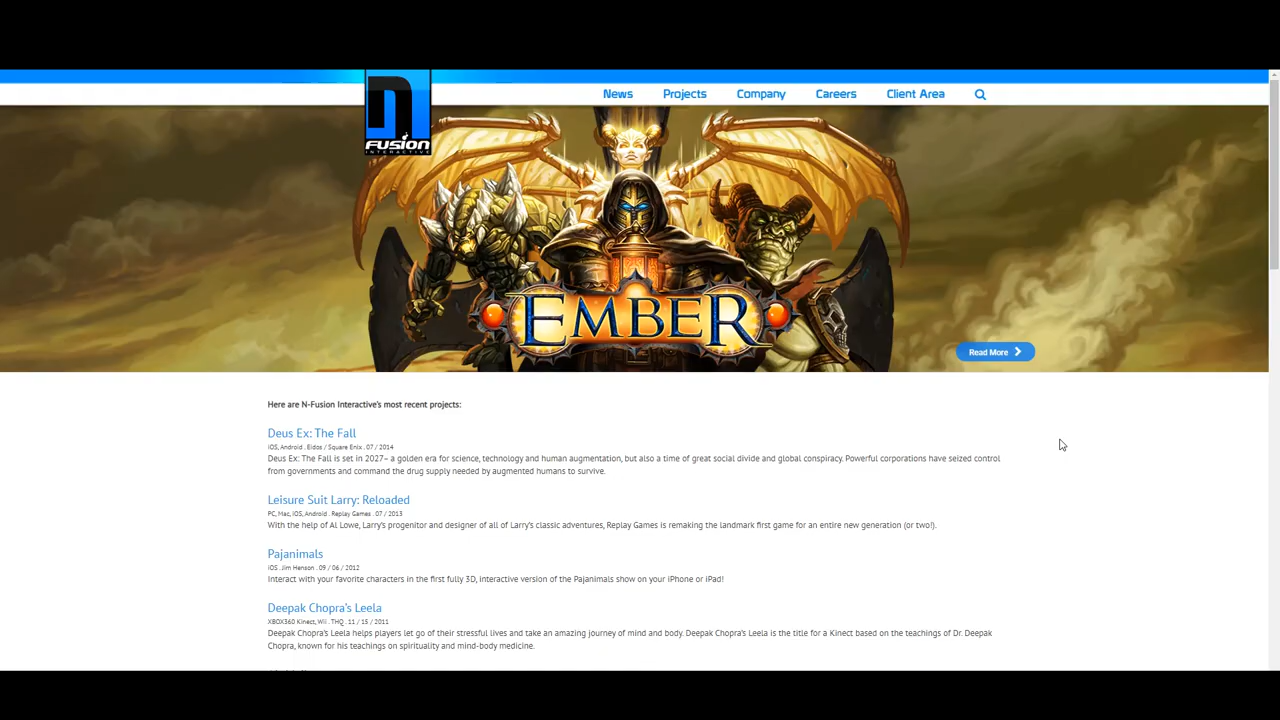 n
FUSION
INTERACTIVE
News Projects Company Careers Client Area
EMBER
Read More
Here are N-Fusion Interactive's most recent projects:
Deus Ex: The Fall
iOS, Android . Eidos / Square Enix . 07 / 2014
Deus Ex: The Fall is set in 2027– a golden era for science, technology and human augmentation, but also a time of great social divide and global conspiracy. Powerful corporations have seized control
from governments and command the drug supply needed by augmented humans to survive.
Leisure Suit Larry: Reloaded
PC, Mac, iOS, Android . Replay Games . 07 / 2013
With the help of Al Lowe, Larry's progenitor and designer of all of Larry's classic adventures, Replay Games is remaking the landmark first game for an entire new generation (or two!).
Pajanimals
iOS . Jim Henson . 09 / 06 / 2012
Interact with your favorite characters in the first fully 3D, interactive version of the Pajanimals show on your iPhone or iPad!
Deepak Chopra's Leela
XBOX360 Kinect, Wii . THQ . 11 / 15 / 2011
Deepak Chopra's Leela helps players let go of their stressful lives and take an amazing journey of mind and body. Deepak Chopra's Leela is the title for a Kinect based on the teachings of Dr. Deepak
Chopra, known for his teachings on spirituality and mind-body medicine.